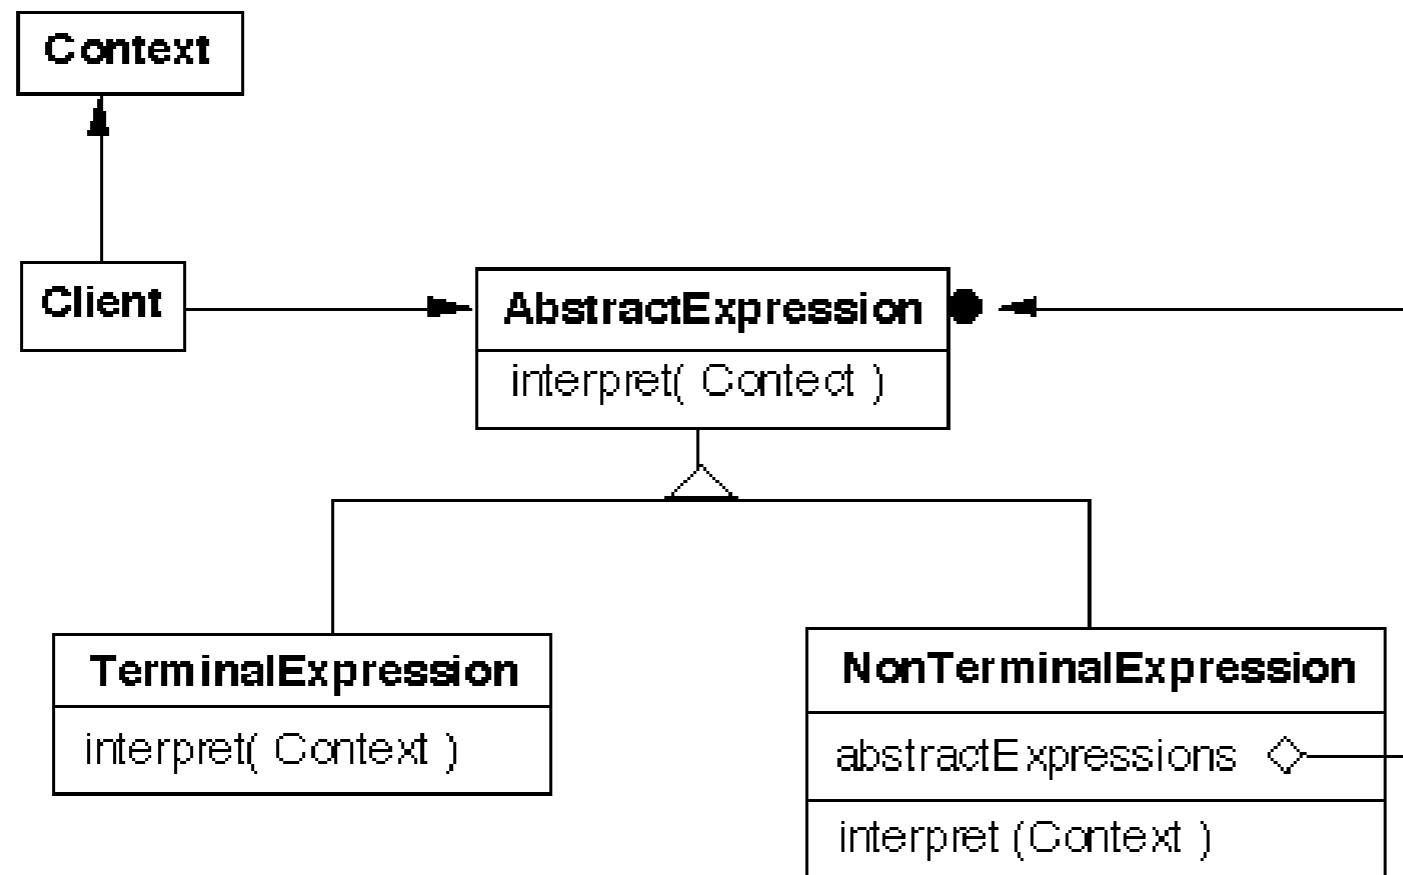 Context
Client
AbstractExpression
interpret( Contect )
TerminalExpression
interpret( Context )
NonTerminalExpression
abstractExpressions
interpret (Context )